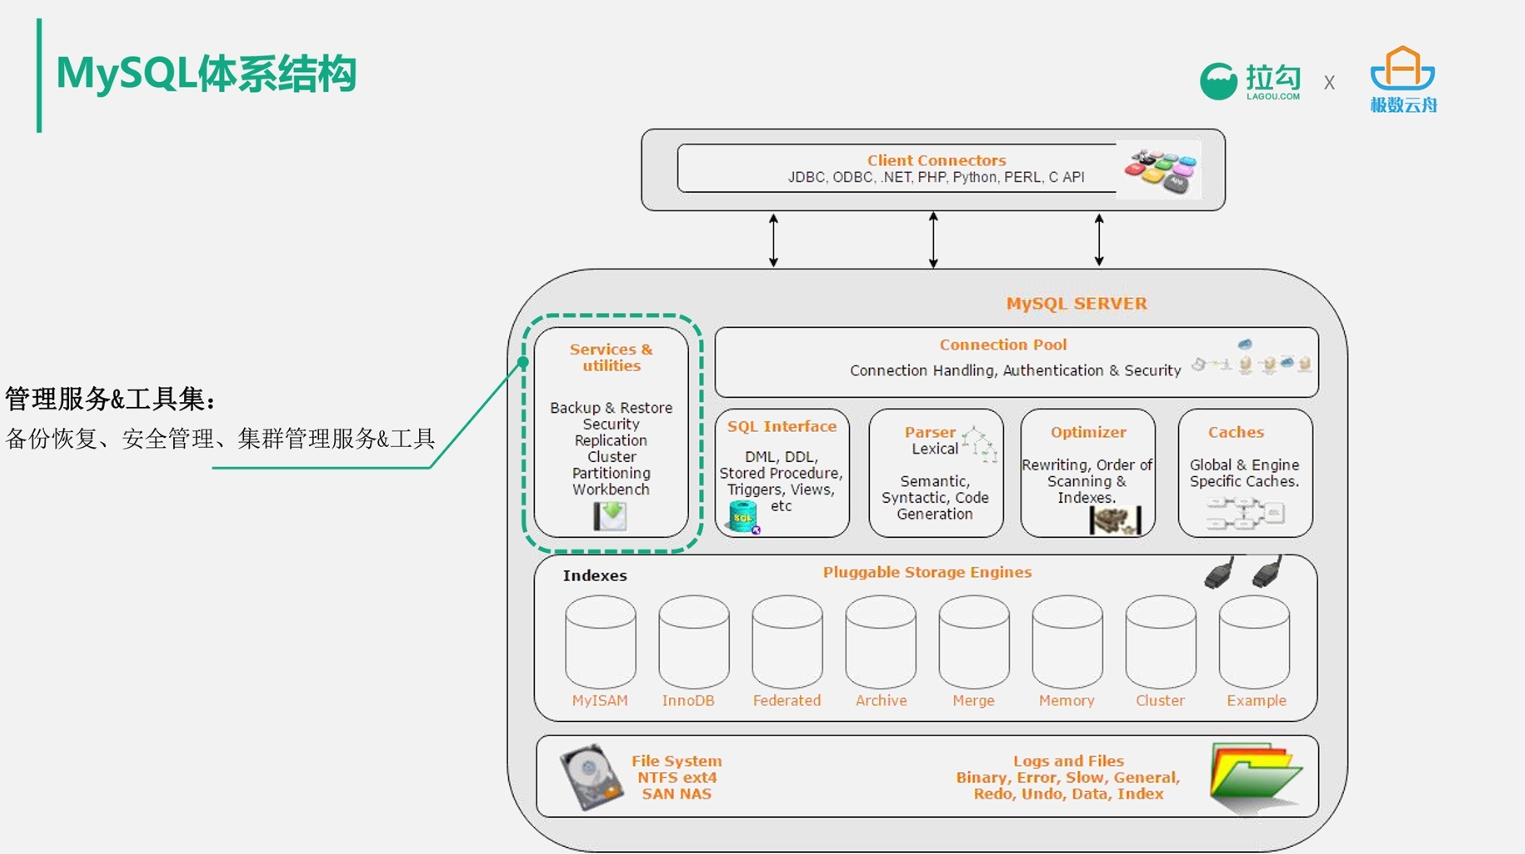 MySQL体系结构
拉勾
LAGOU.COM
X
极数云舟
Client Connectors
JDBC, ODBC, .NET, PHP, Python, PERL, C API
MySQL SERVER
管理服务&工具集：
备份恢复、安全管理、集群管理服务&工具
Services &
utilities
Backup & Restore
Security
Replication
Cluster
Partitioning
Workbench
Connection Pool
Connection Handling, Authentication & Security
SQL Interface
DML, DDL,
Stored Procedure,
Triggers, Views,
etc
SQL
Parser
Lexical
Semantic,
Syntactic, Code
Generation
Optimizer
Rewriting, Order of
Scanning &
Indexes.
Caches
Global & Engine
Specific Caches.
Indexes
Pluggable Storage Engines
MyISAM
InnoDB
Federated
Archive
Merge
Memory
Cluster
Example
File System
NTFS ext4
SAN NAS
Logs and Files
Binary, Error, Slow, General,
Redo, Undo, Data, Index